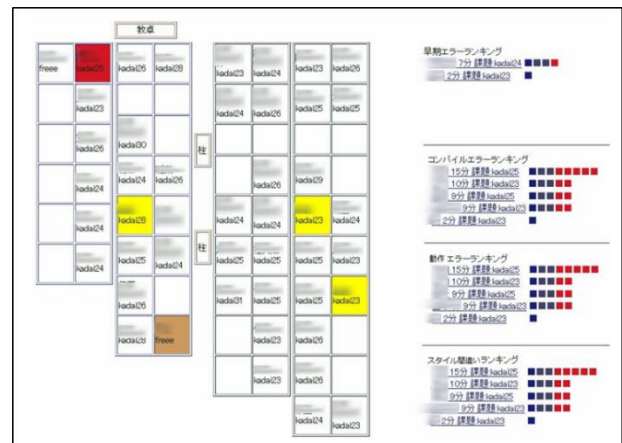 教卓
freee kadai26 kadai28 kadai23 kadai24 kadai23 kadai26
kadai23 kadai24 kadai26 kadai25 kadai25
kadai26 kadai30
柱
kadai24 kadai24 kadai26 kadai26 kadai29
kadai24 kadai28 kadai24 kadai24 kadai23 kadai24
柱
kadai24 kadai25 kadai24 kadai25 kadai25 kadai25 kadai23
kadai26 kadai31 kadai25 kadai25 kadai23
kadai28 freee kadai23 kadai26
kadai23 kadai26
kadai24 kadai23
早期エラーランキング
7分 課題 kadai24
2分 課題 kadai23
コンパイルエラーランキング
15分 課題 kadai25
10分 課題 kadai23
9分 課題 kadai25
9分 課題 kadai23
2分 課題 kadai23
動作 エラーランキング
15分 課題 kadai25
10分 課題 kadai23
9分 課題 kadai25
9分 課題 kadai23
2分 課題 kadai23
スタイル間違いランキング
15分 課題 kadai25
10分 課題 kadai23
9分 課題 kadai25
9分 課題 kadai23
2分 課題 kadai23